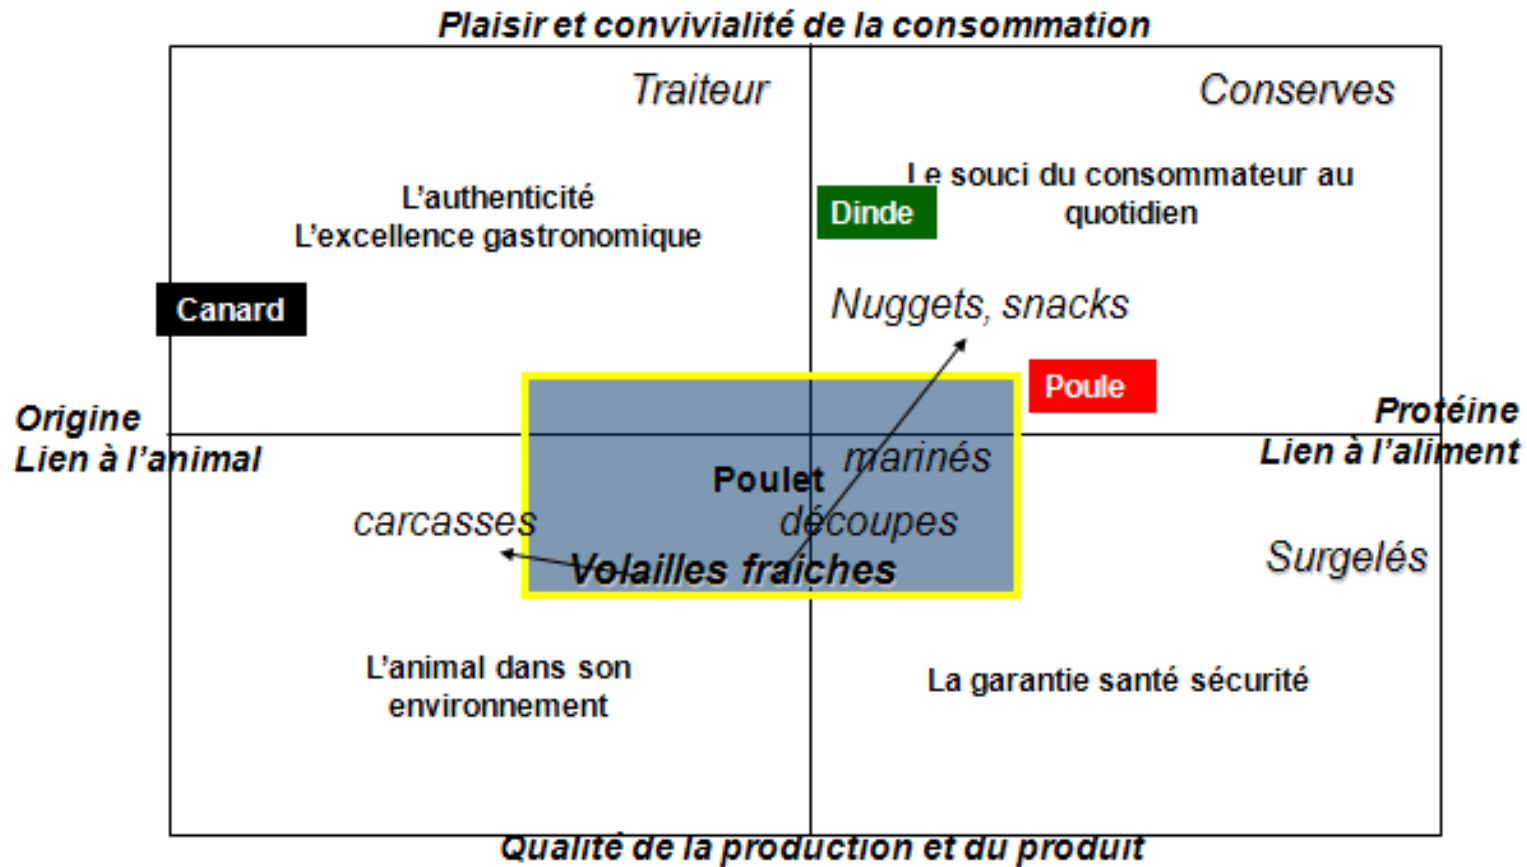 Plaisir et convivialité de la consommation
Traiteur
Conserves
L'authenticité
L'excellence gastronomique
Le souci du consommateur au
quotidien
Dinde
Canard
Nuggets, snacks
Poule
Origine
Lien à l'animal
Protéine
Lien à l'aliment
marinés
Poulet
carcasses
découpes
Volailles fraiches
Surgelés
L'animal dans son
environnement
La garantie santé sécurité
Qualité de la production et du produit